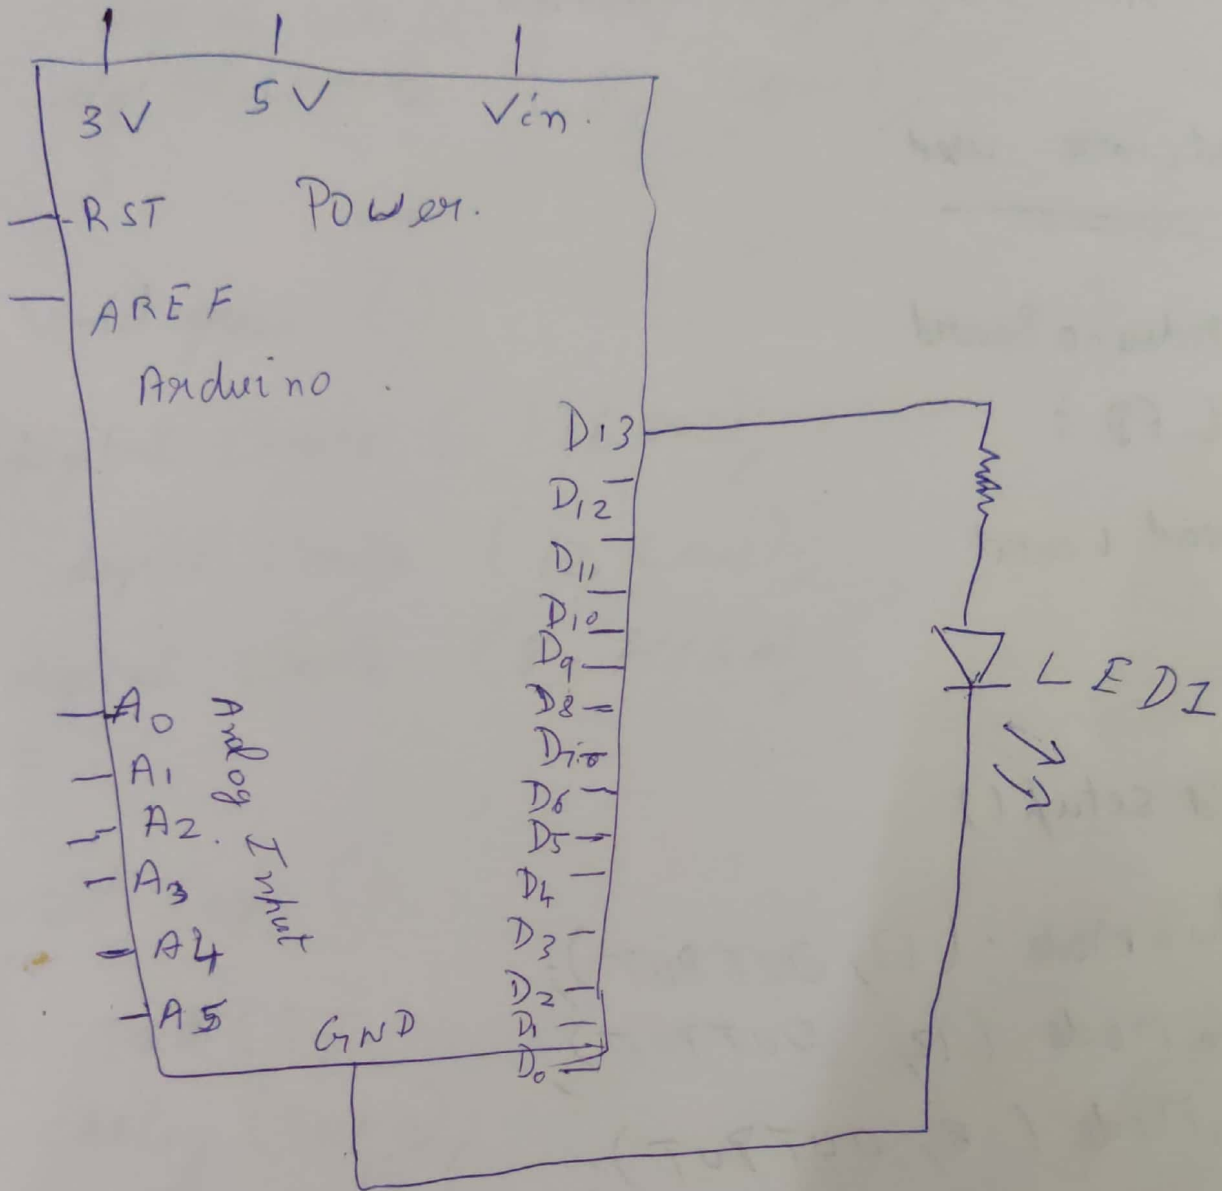 3V 5V Vin.
RST Power.
AREF
Arduino
D13
D12
D11
D10
D9
D8
D6
D5
D4
D3
D2
D1
D0
LED1
A0
A1
A2.
A3
A4
A5
Analog Input
GND